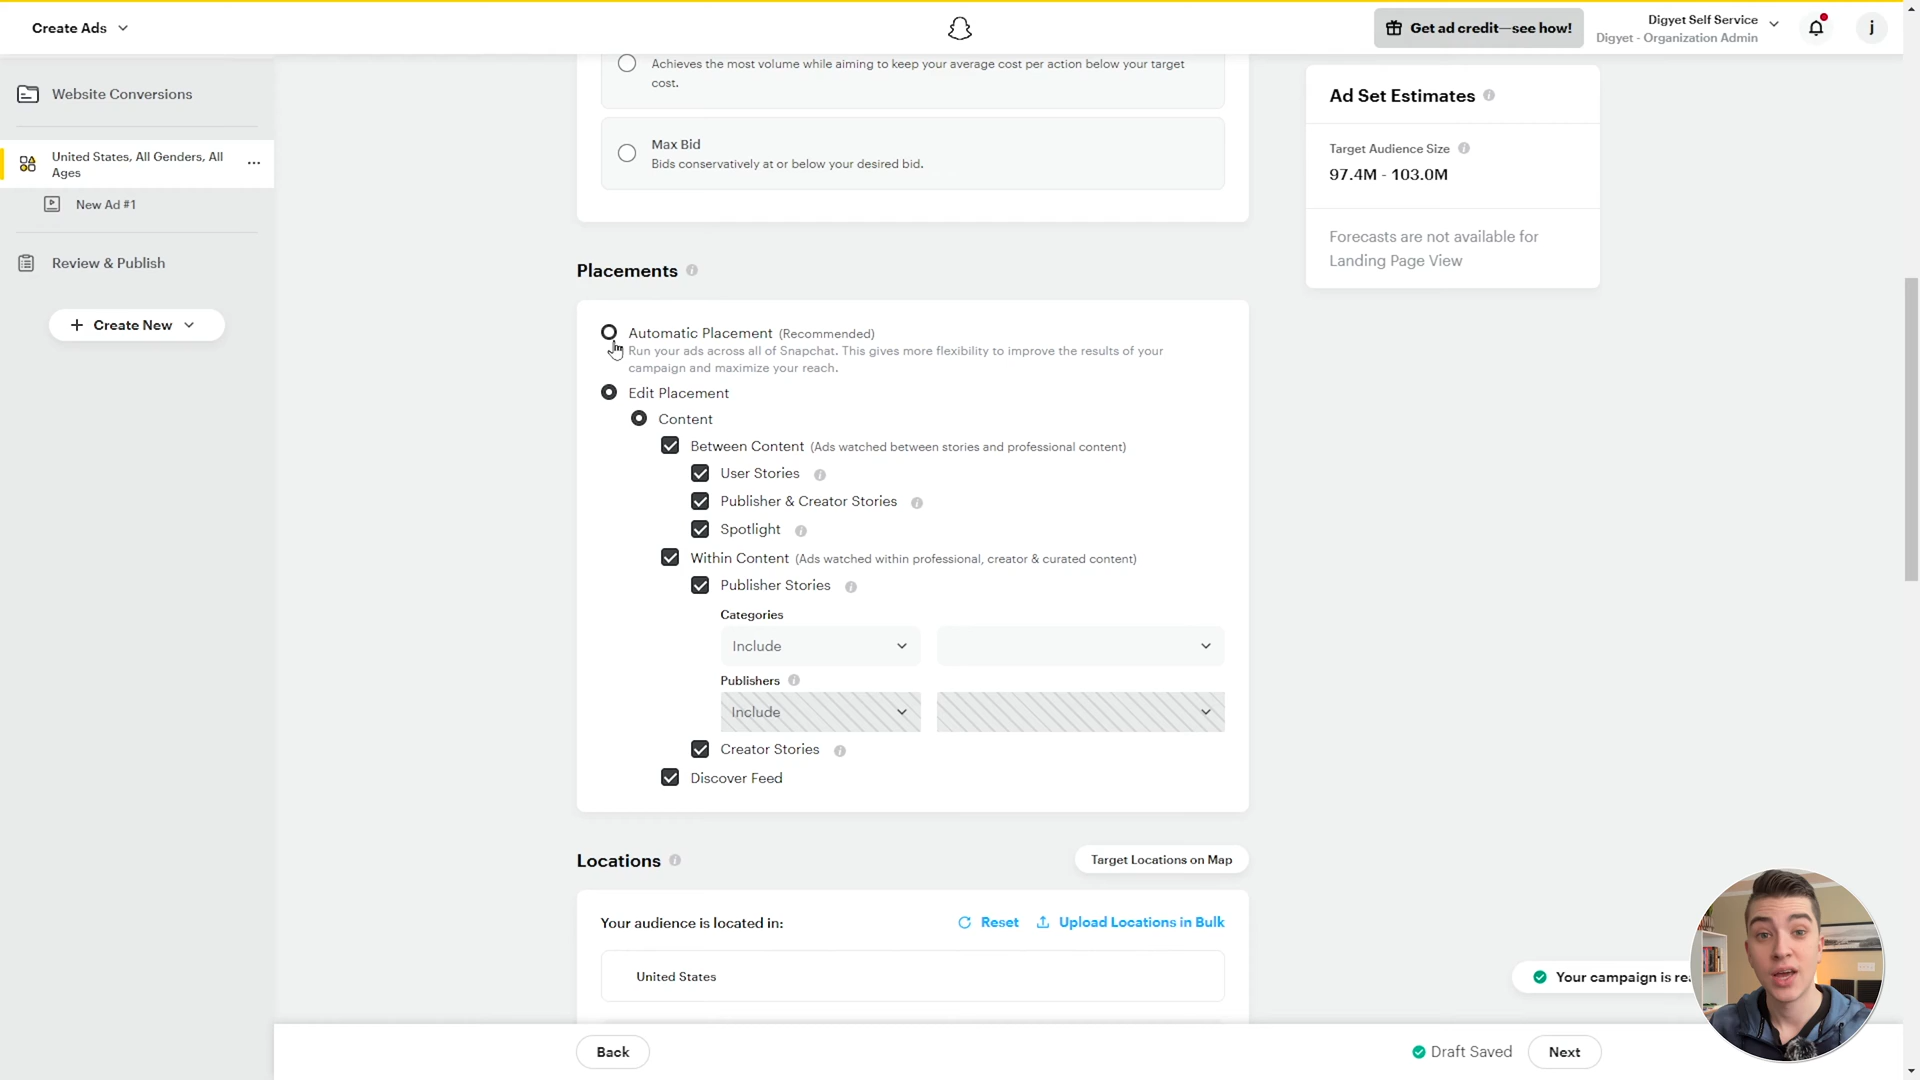 Create Ads
Get ad credit—see how!
Digyet Self Service
Digyet - Organization Admin
j
Website Conversions
United States, All Genders, All
Ages
New Ad #1
Review & Publish
+ Create New
Achieves the most volume while aiming to keep your average cost per action below your target
cost.
Max Bid
Bids conservatively at or below your desired bid.
Placements
Automatic Placement (Recommended)
Run your ads across all of Snapchat. This gives more flexibility to improve the results of your
campaign and maximize your reach.
Edit Placement
Content
Between Content (Ads watched between stories and professional content)
User Stories
Publisher & Creator Stories
Spotlight
Within Content (Ads watched within professional, creator & curated content)
Publisher Stories
Categories
Include
Publishers
Include
Creator Stories
Discover Feed
Locations
Target Locations on Map
Your audience is located in:
Reset
Upload Locations in Bulk
United States
Ad Set Estimates
Target Audience Size
97.4M - 103.0M
Forecasts are not available for
Landing Page View
Your campaign is
Back
Draft Saved
Next